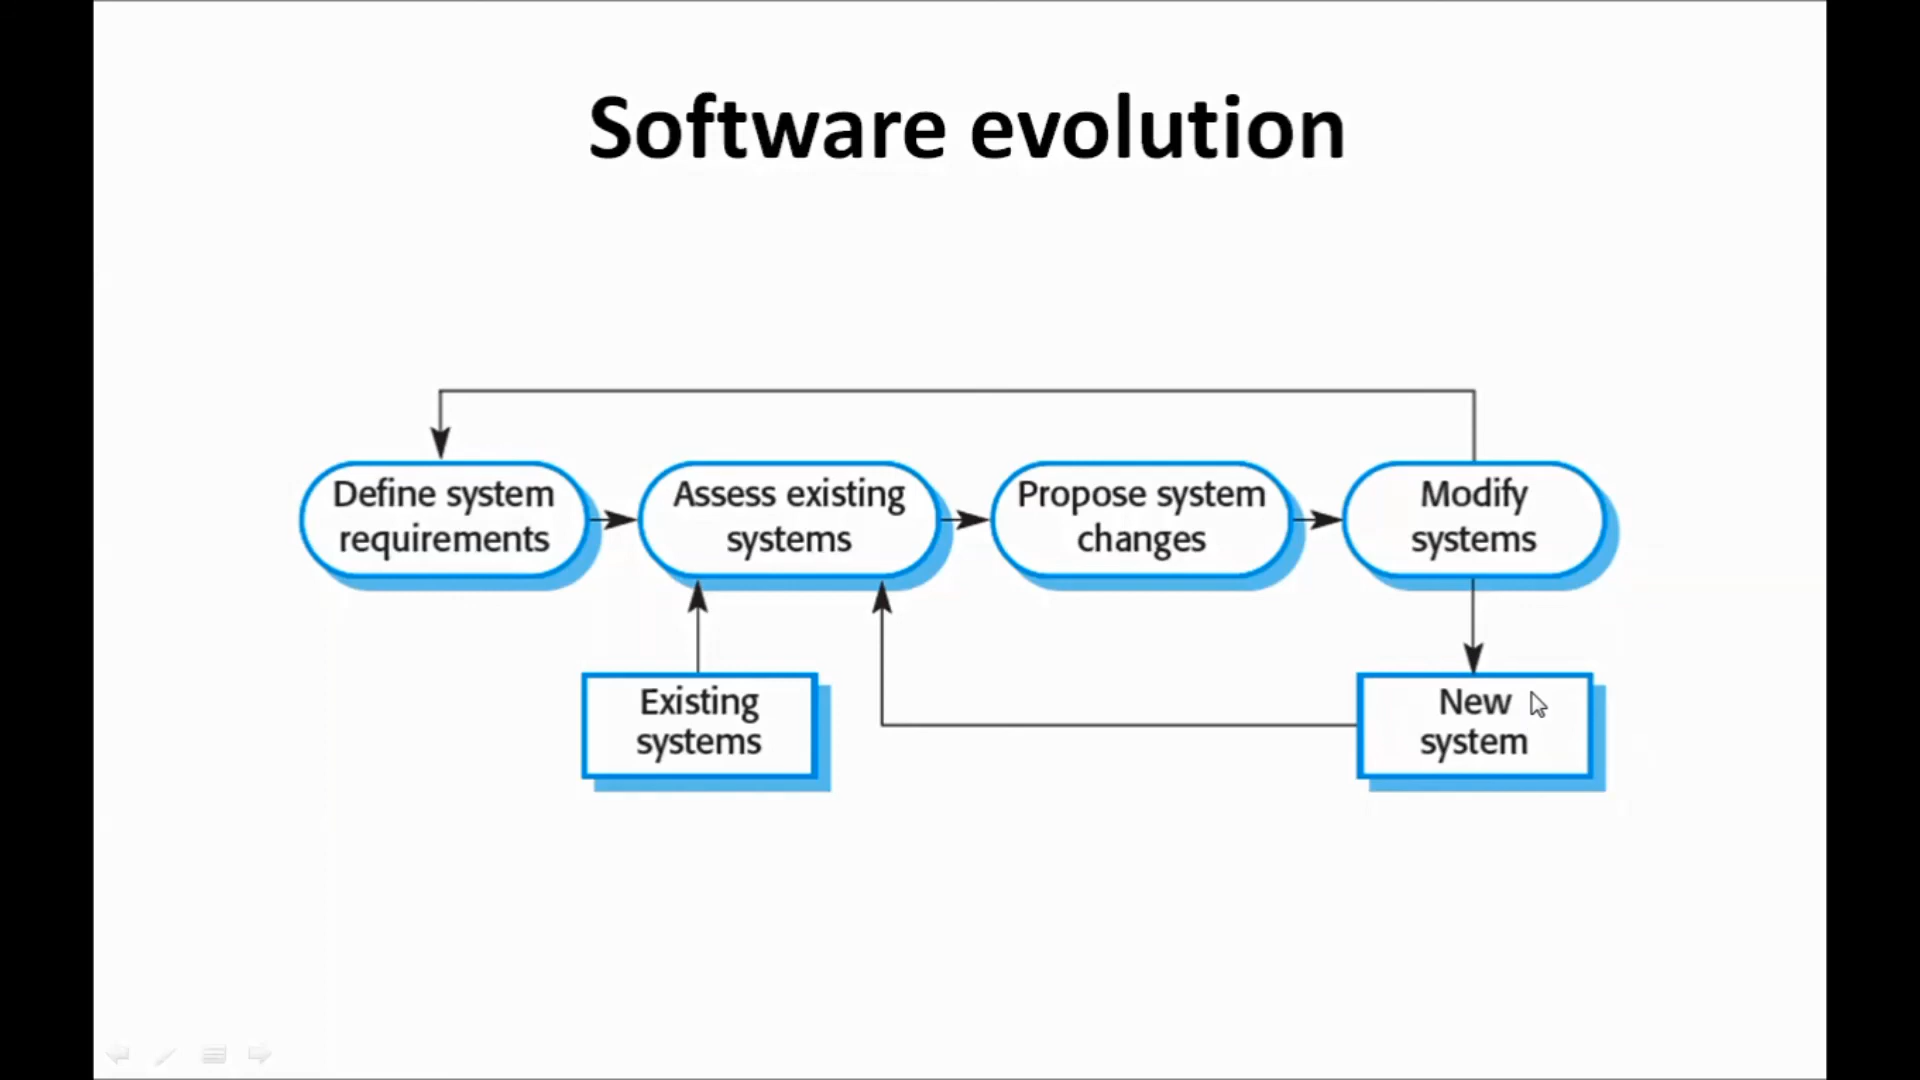 Software evolution
Define system
requirements
Assess existing
systems
Propose system
changes
Modify
systems
Existing
systems
New
system